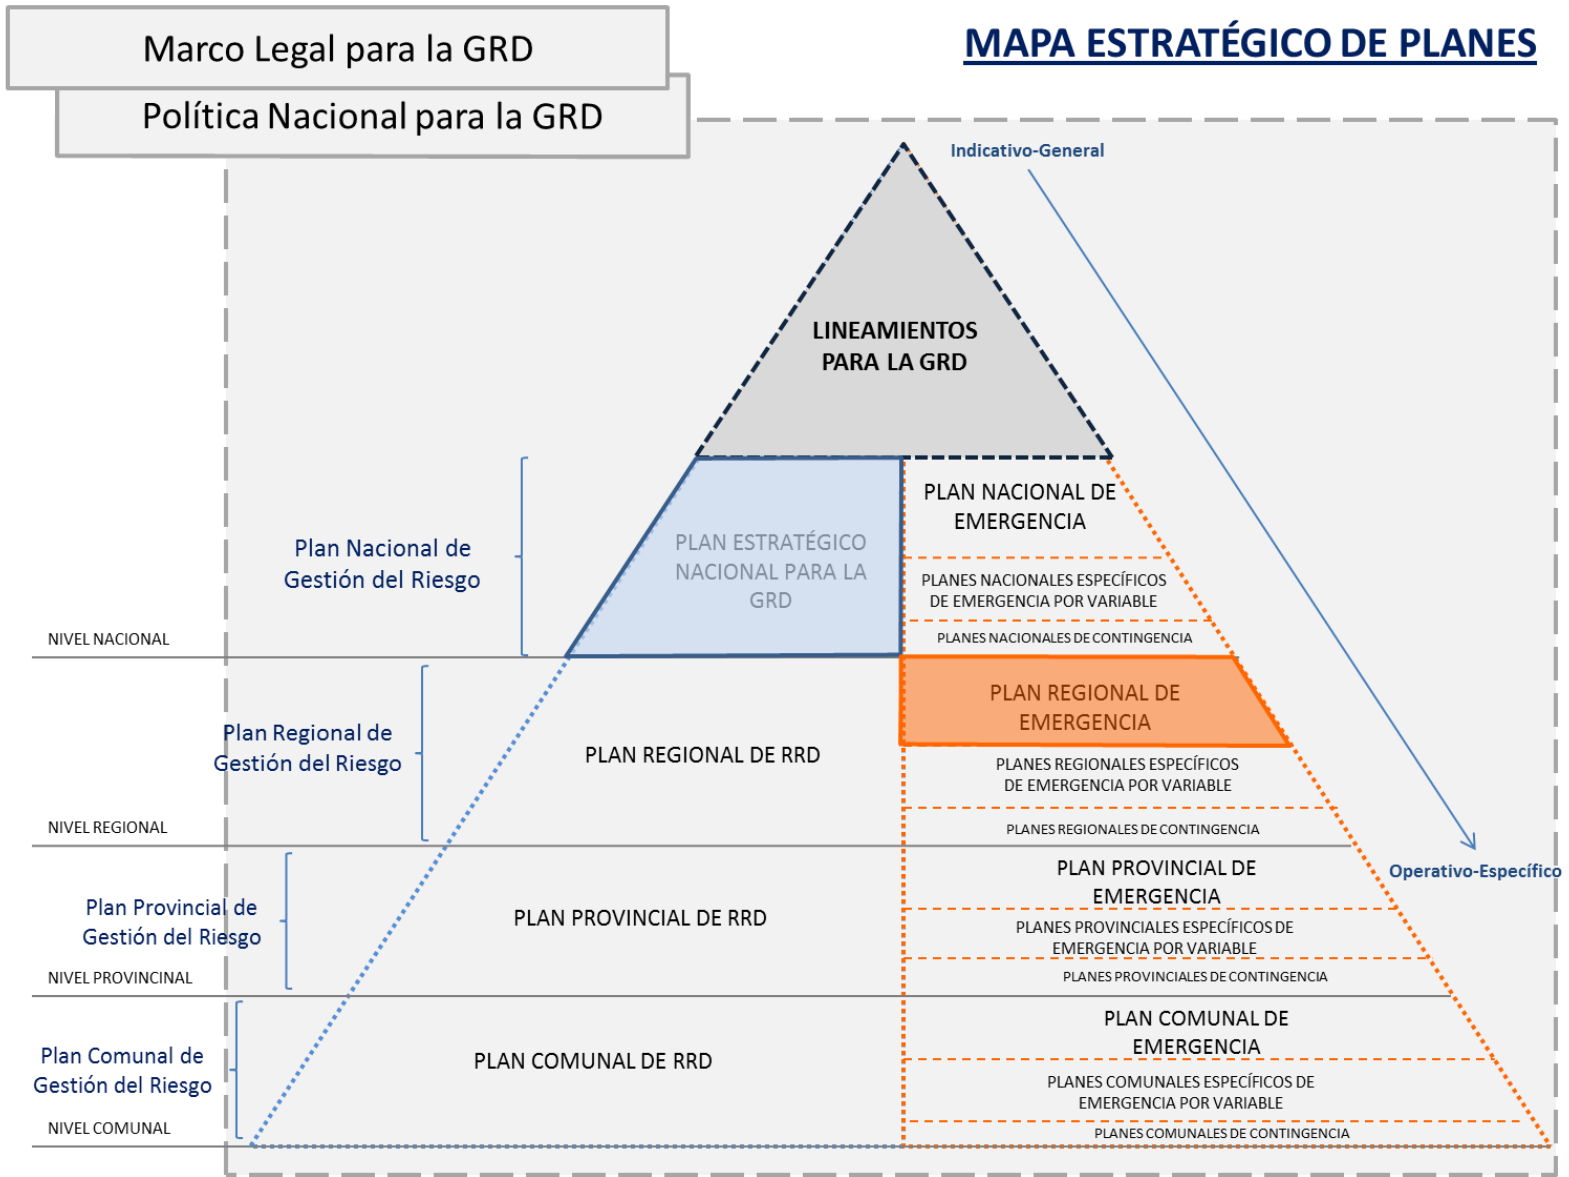 Marco Legal para la GRD
MAPA ESTRATÉGICO DE PLANES
Política Nacional para la GRD
Indicativo-General
LINEAMIENTOS
PARA LA GRD
Plan Nacional de
Gestión del Riesgo
PLAN ESTRATÉGICO
NACIONAL PARA LA
GRD
PLAN NACIONAL DE
EMERGENCIA
PLANES NACIONALES ESPECÍFICOS
DE EMERGENCIA POR VARIABLE
PLANES NACIONALES DE CONTINGENCIA
NIVEL NACIONAL
Plan Regional de
Gestión del Riesgo
PLAN REGIONAL DE RRD
PLAN REGIONAL DE
EMERGENCIA
PLANES REGIONALES ESPECÍFICOS
DE EMERGENCIA POR VARIABLE
PLANES REGIONALES DE CONTINGENCIA
NIVEL REGIONAL
Operativo-Específico
Plan Provincial de
Gestión del Riesgo
PLAN PROVINCIAL DE RRD
PLAN PROVINCIAL DE
EMERGENCIA
PLANES PROVINCIALES ESPECÍFICOS DE
EMERGENCIA POR VARIABLE
PLANES PROVINCIALES DE CONTINGENCIA
NIVEL PROVINCINAL
Plan Comunal de
Gestión del Riesgo
PLAN COMUNAL DE RRD
PLAN COMUNAL DE
EMERGENCIA
PLANES COMUNALES ESPECÍFICOS DE
EMERGENCIA POR VARIABLE
PLANES COMUNALES DE CONTINGENCIA
NIVEL COMUNAL